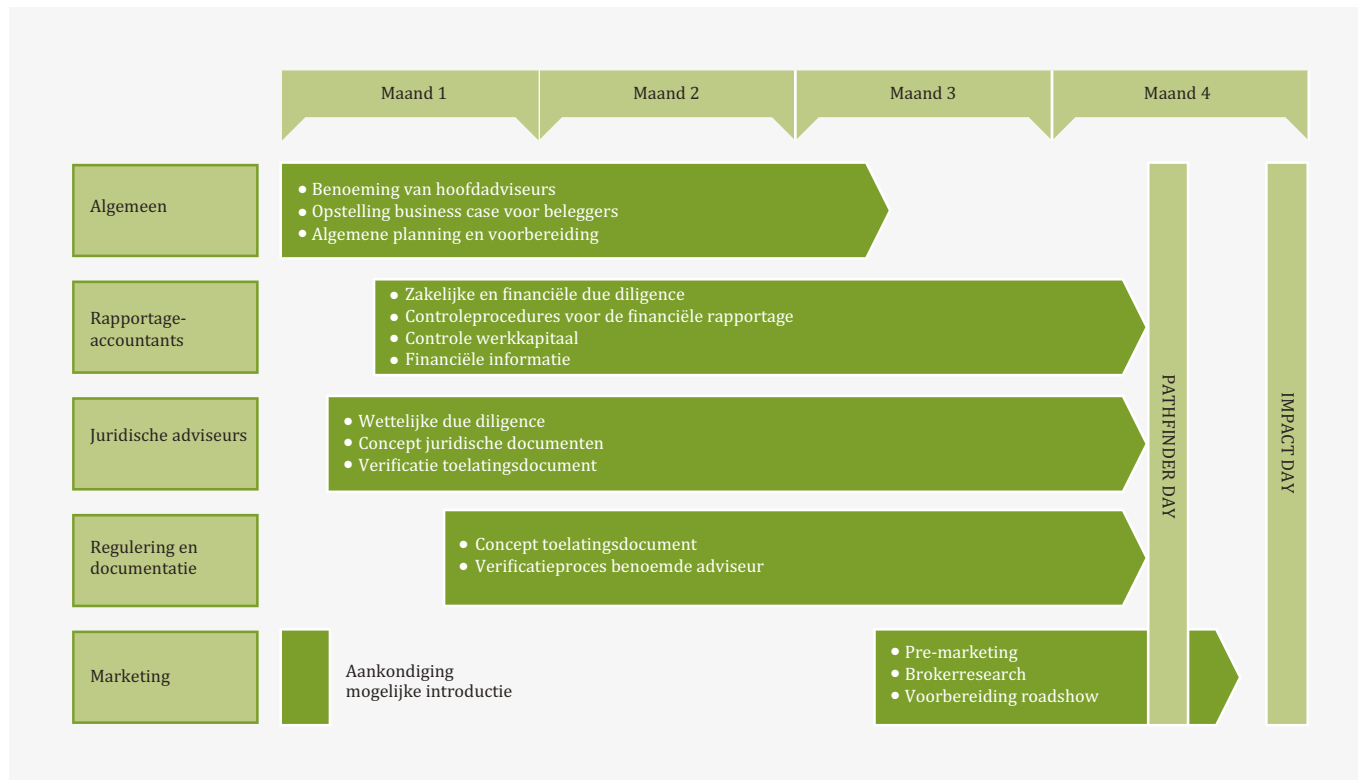 Maand 1
Maand 2
Maand 3
Maand 4
Algemeen
• Benoeming van hoofdadviseurs
• Opstelling business case voor beleggers
• Algemene planning en voorbereiding
Rapportage-
accountants
• Zakelijke en financiële due diligence
• Controleprocedures voor de financiële rapportage
• Controle werkkapitaal
• Financiële informatie
Juridische adviseurs
• Wettelijke due diligence
• Concept juridische documenten
• Verificatie toelatingsdocument
Regulering en
documentatie
• Concept toelatingsdocument
• Verificatieproces benoemde adviseur
Marketing
Aankondiging
mogelijke introductie
• Pre-marketing
• Brokerresearch
• Voorbereiding roadshow
PATHFINDER DAY
IMPACT DAY